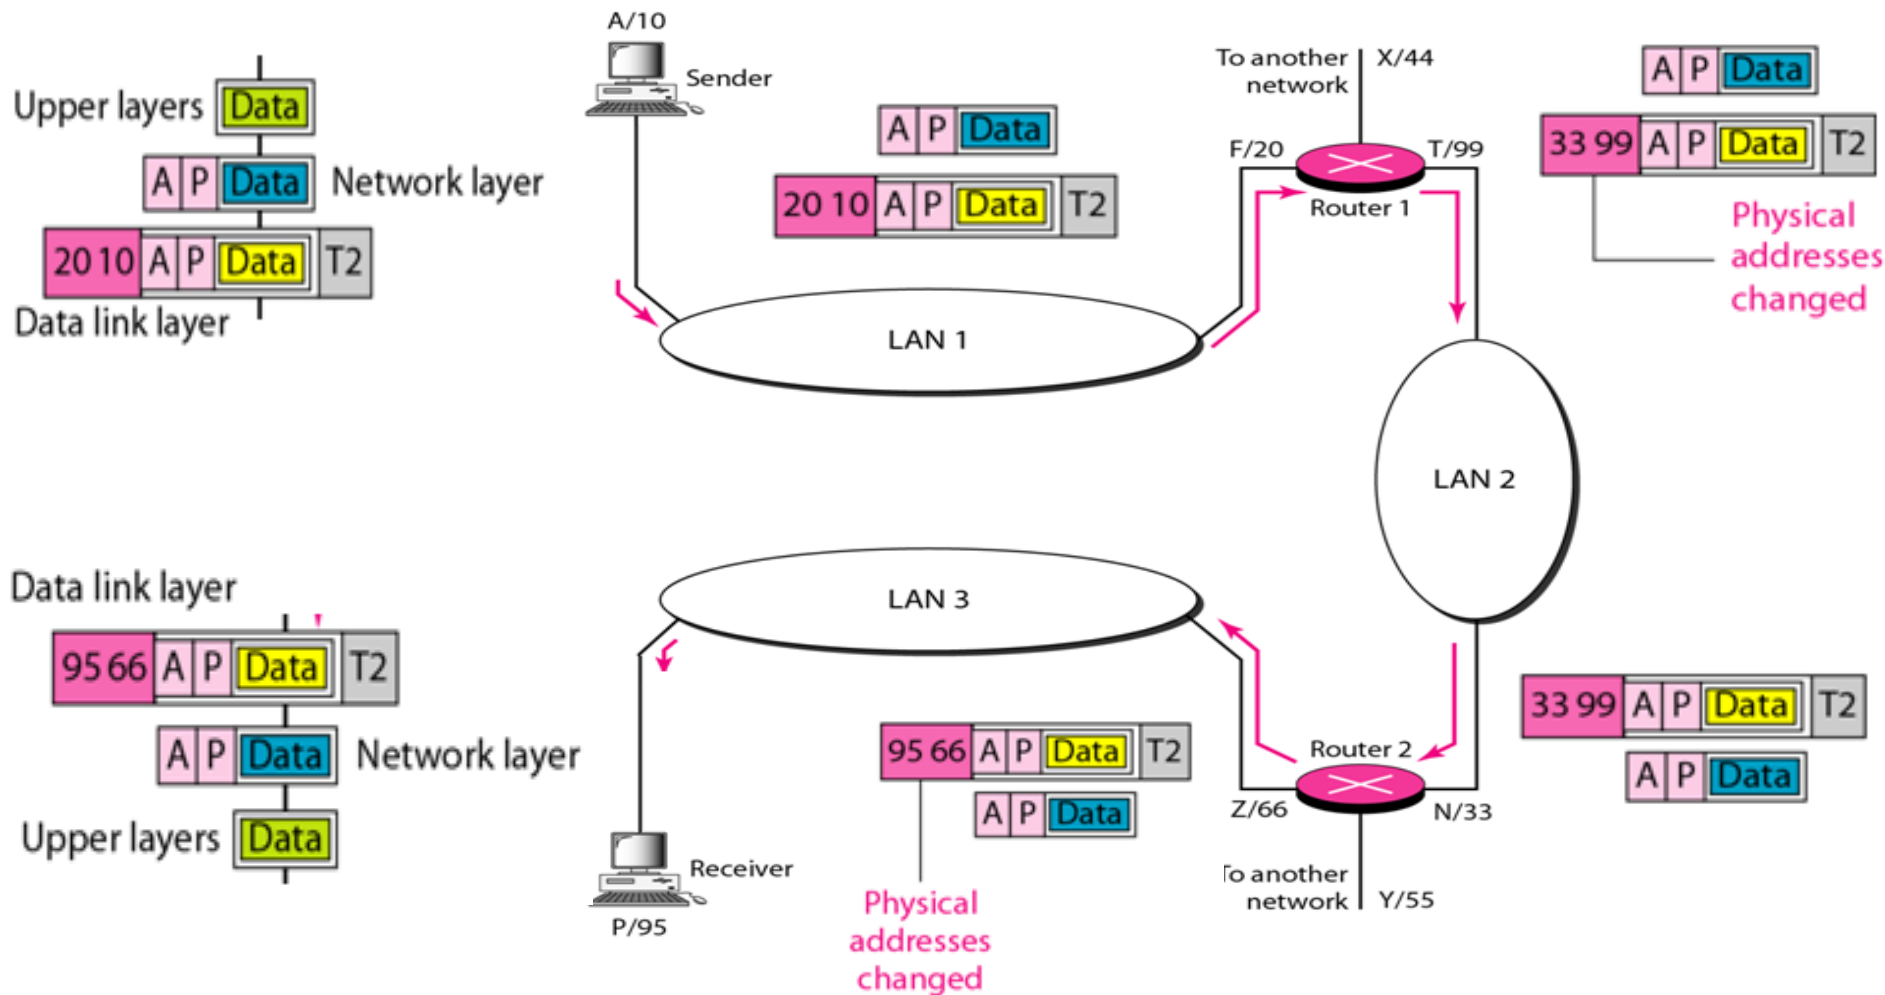 A/10
Sender
Upper layers
Data
A P Data
Network layer
20 10 A P Data T2
Data link layer
A P Data
20 10 A P Data T2
LAN 1
To another
network
X/44
F/20
T/99
Router 1
A P Data
33 99 A P Data T2
Physical
addresses
changed
LAN 2
Data link layer
95 66 A P Data T2
A P Data
Network layer
Upper layers
Data
LAN 3
Receiver
P/95
95 66 A P Data T2
A P Data
Physical
addresses
changed
Router 2
Z/66
N/33
To another
network
Y/55
33 99 A P Data T2
A P Data